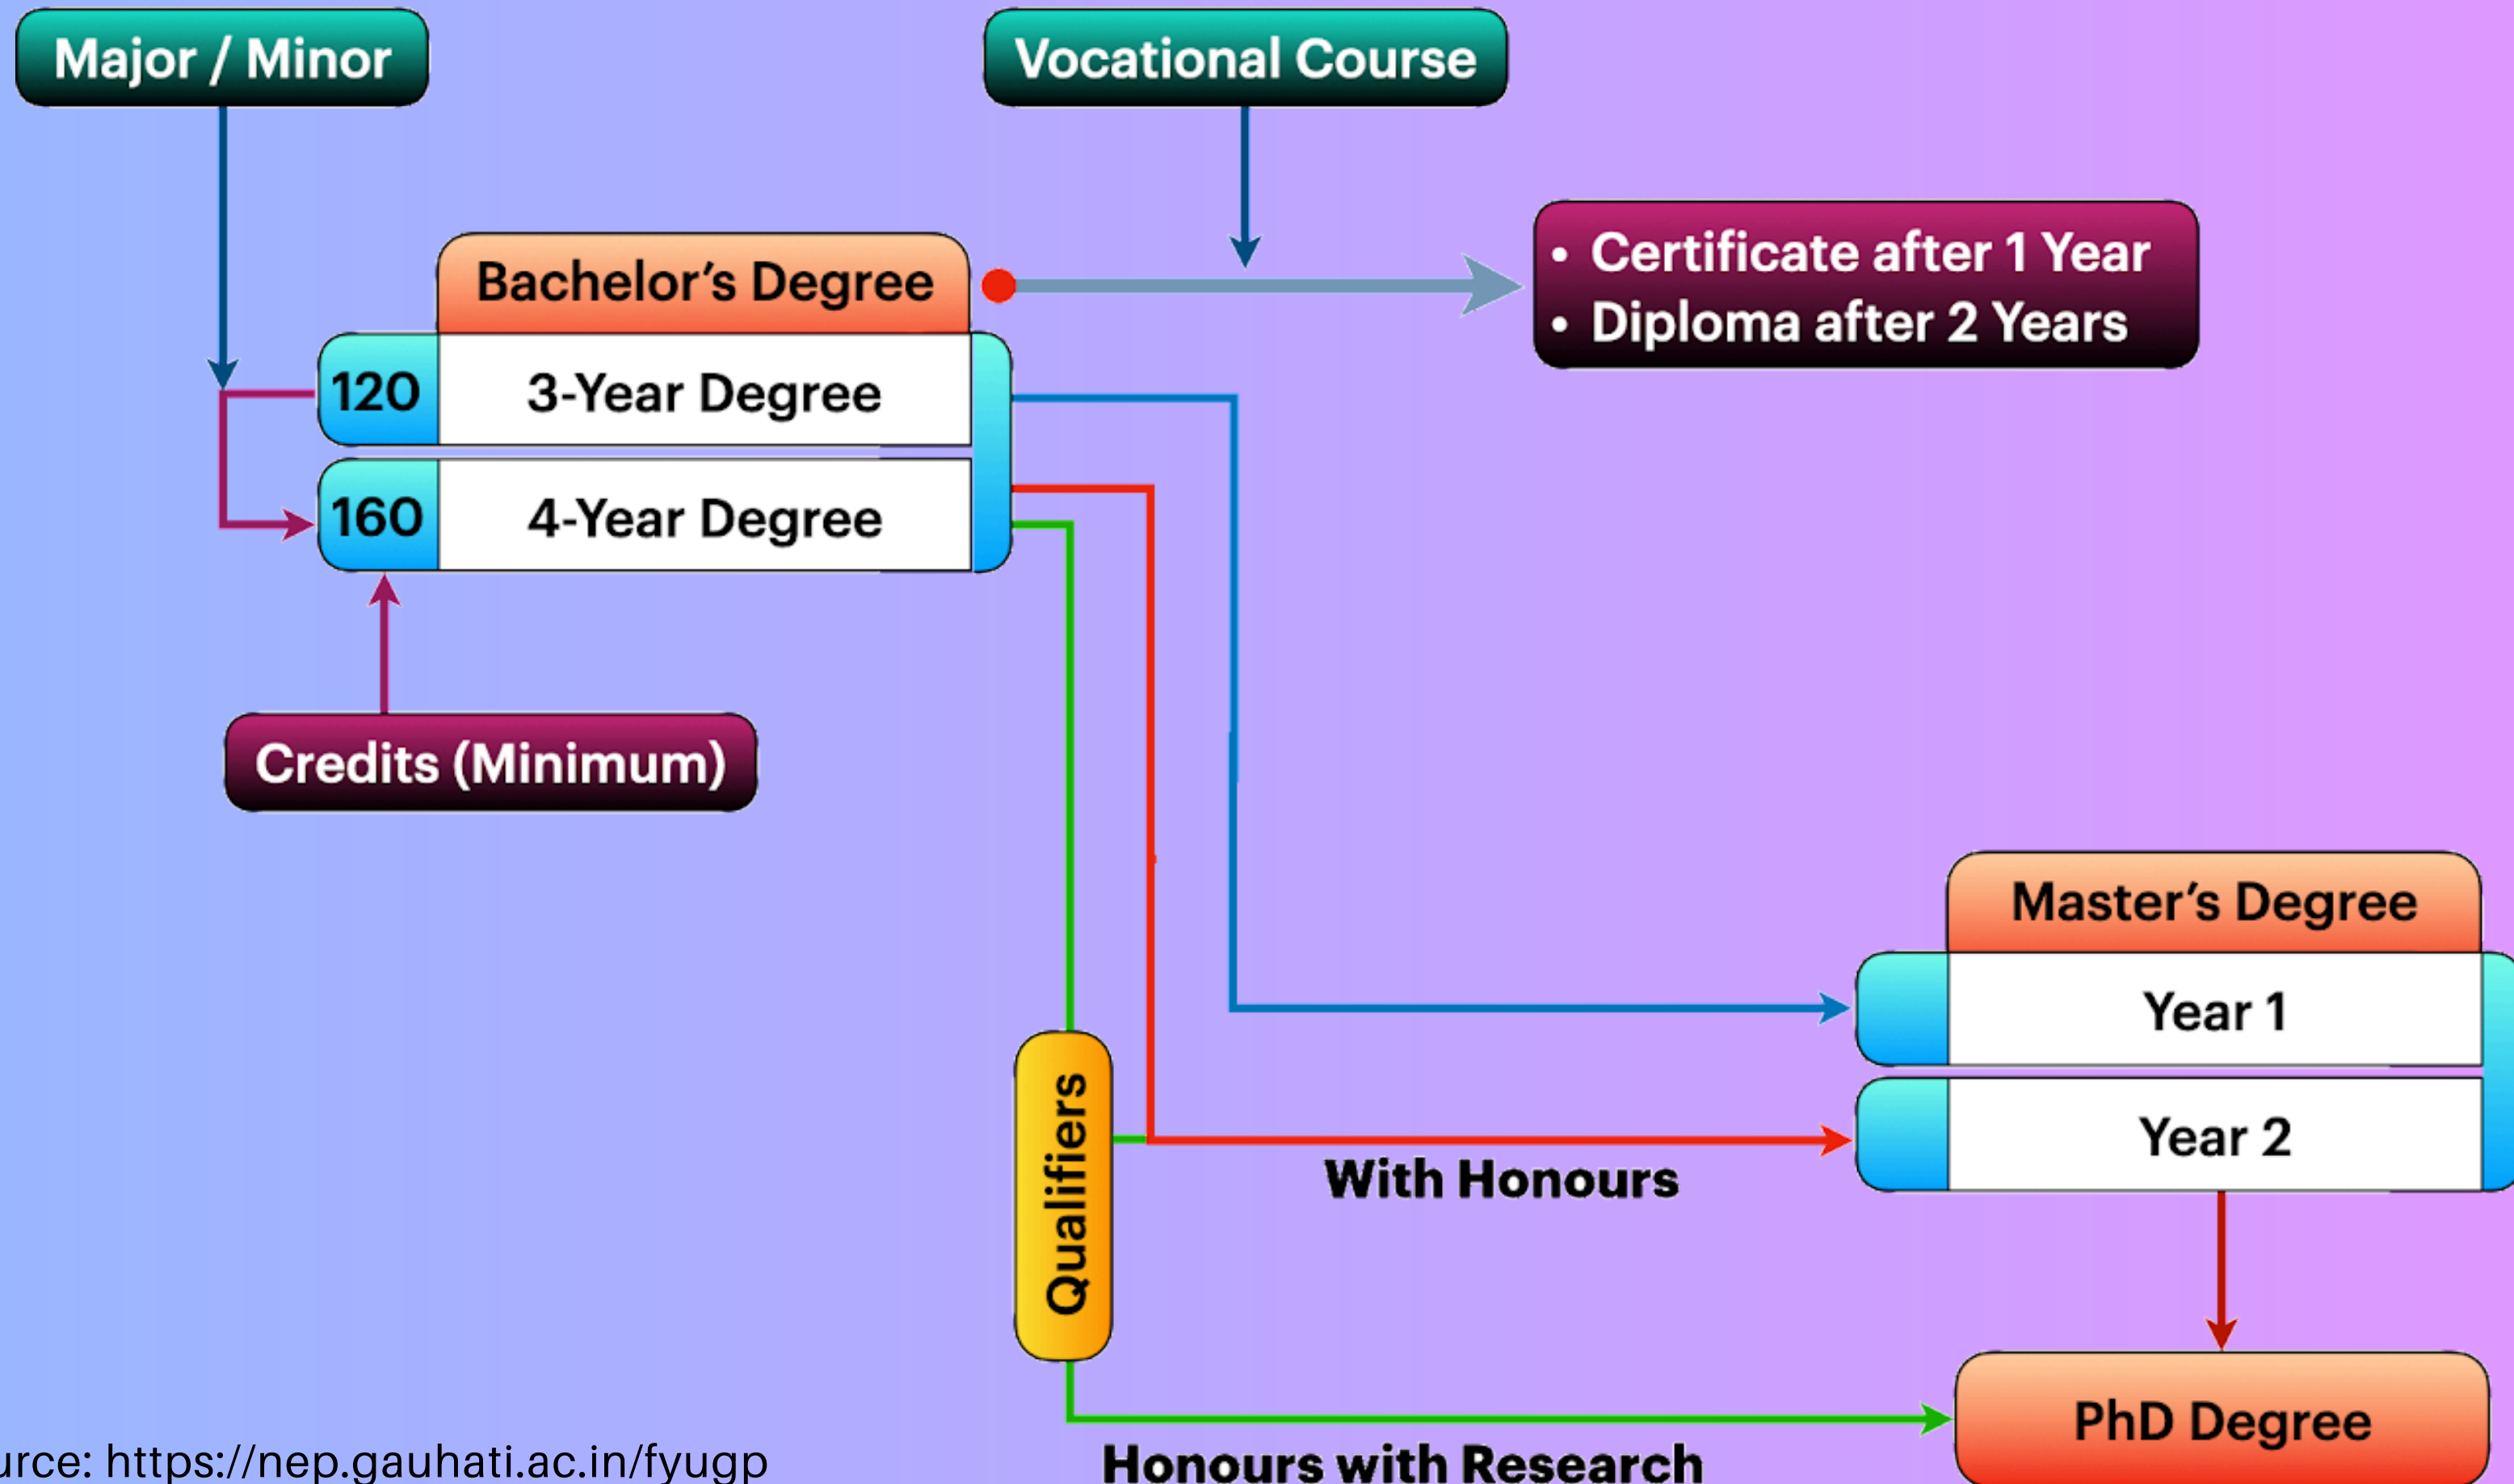 Major / Minor
Vocational Course
• Certificate after 1 Year
• Diploma after 2 Years
Bachelor’s Degree
120 3-Year Degree
160 4-Year Degree
Credits (Minimum)
Master’s Degree
Year 1
Year 2
Qualifiers
With Honours
PhD Degree
Honours with Research
urce: https://nep.gauhati.ac.in/fyugp